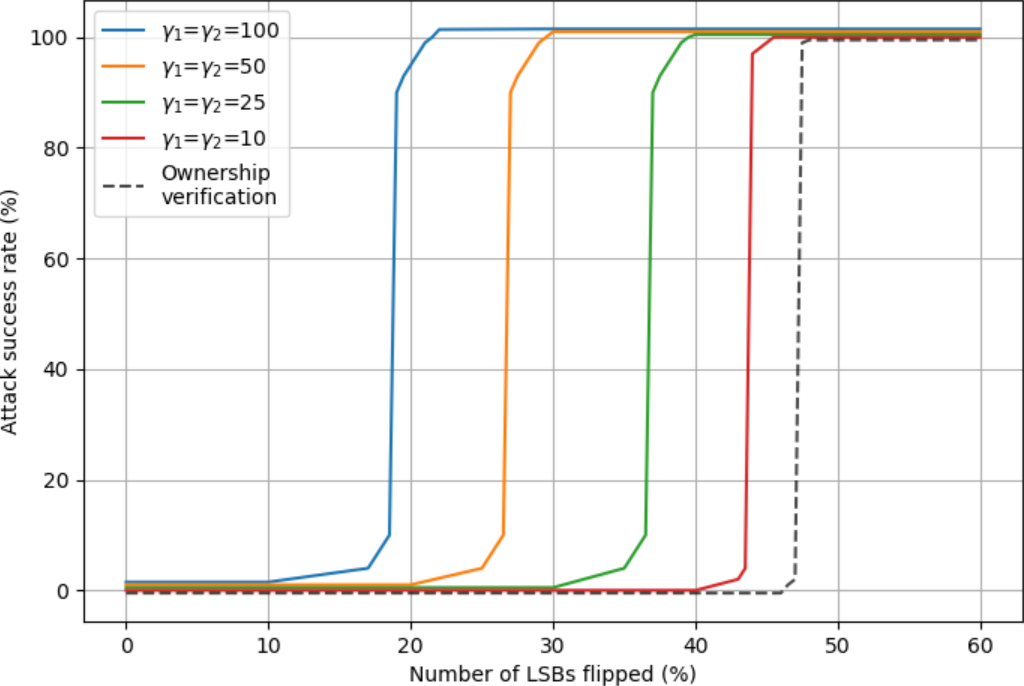 γ₁=γ₂=100
γ₁=γ₂=50
γ₁=γ₂=25
γ₁=γ₂=10
Ownership
verification
Attack success rate (%)
100
80
60
40
20
0
0 10 20 30 40 50 60
Number of LSBs flipped (%)